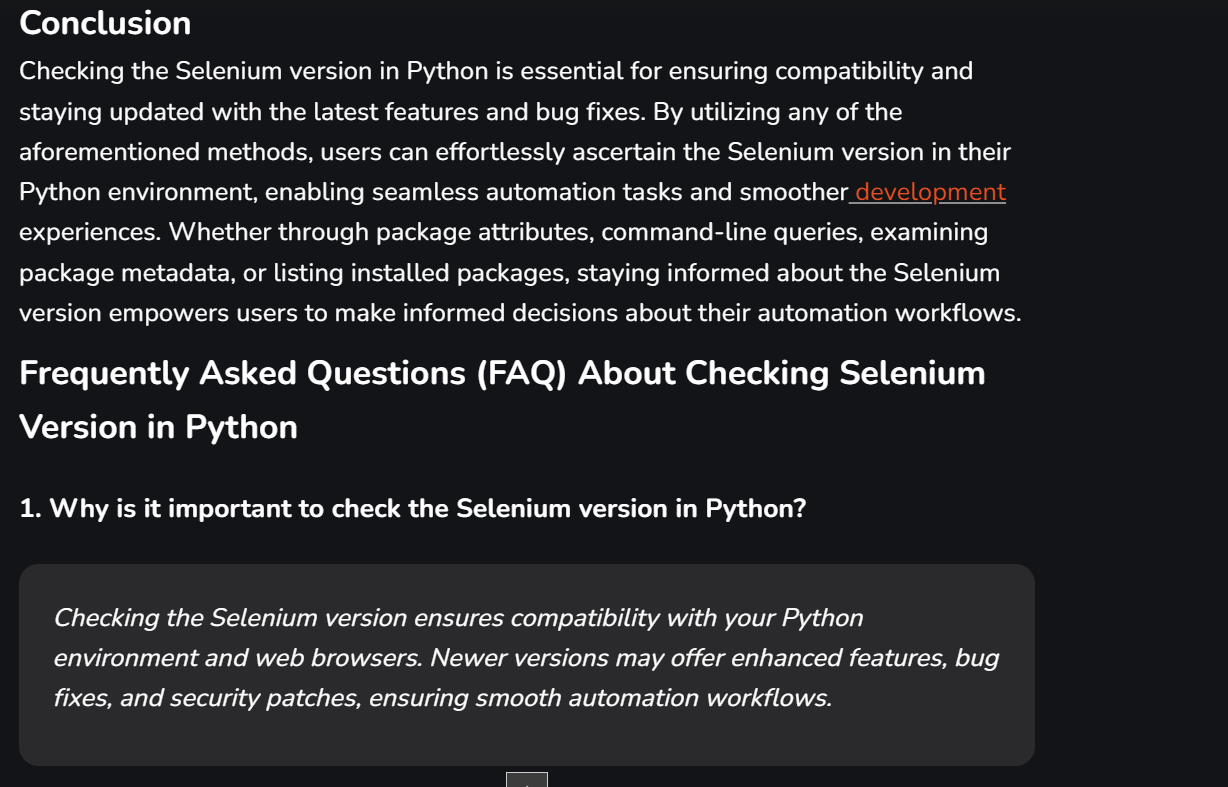 Conclusion
Checking the Selenium version in Python is essential for ensuring compatibility and
staying updated with the latest features and bug fixes. By utilizing any of the
aforementioned methods, users can effortlessly ascertain the Selenium version in their
Python environment, enabling seamless automation tasks and smoother development
experiences. Whether through package attributes, command-line queries, examining
package metadata, or listing installed packages, staying informed about the Selenium
version empowers users to make informed decisions about their automation workflows.
Frequently Asked Questions (FAQ) About Checking Selenium
Version in Python
1. Why is it important to check the Selenium version in Python?
Checking the Selenium version ensures compatibility with your Python
environment and web browsers. Newer versions may offer enhanced features, bug
fixes, and security patches, ensuring smooth automation workflows.